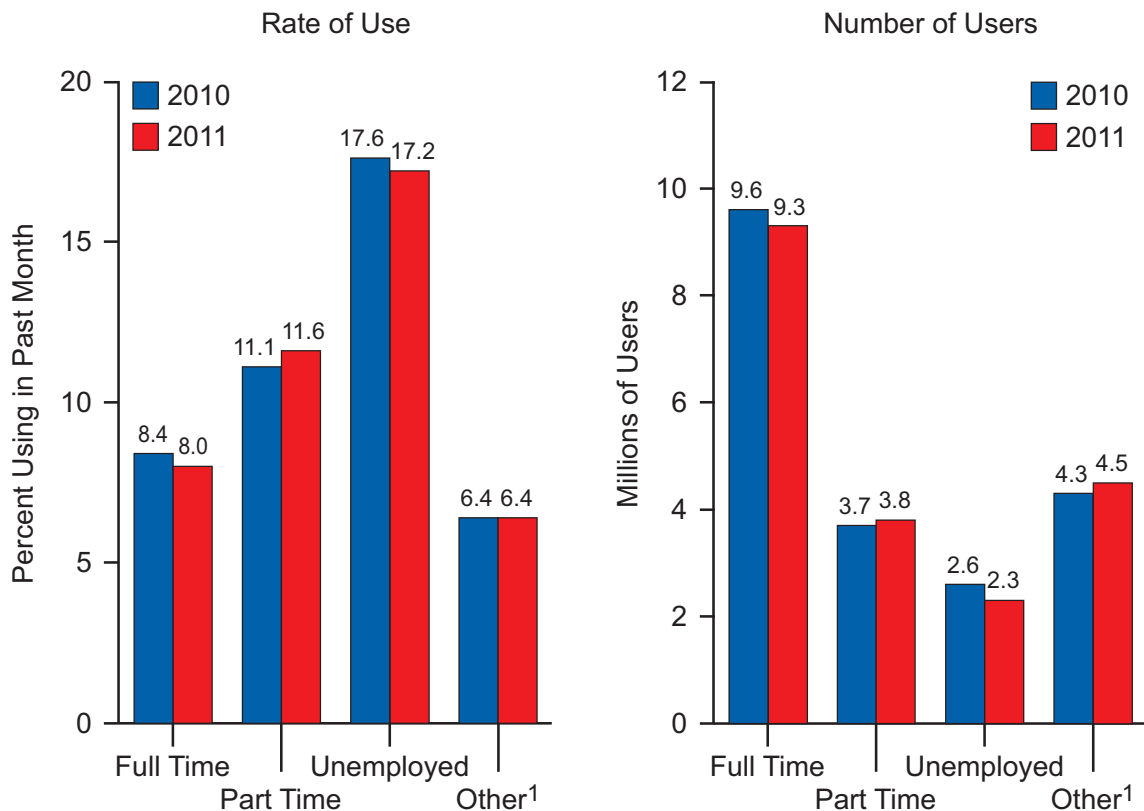 Rate of Use
20
15
10
5
0
Percent Using in Past Month
2010
2011
8.4
8.0
11.1
11.6
17.6
17.2
6.4
6.4
Full Time
Part Time
Unemployed
Other1
Number of Users
12
10
8
6
4
2
0
Millions of Users
2010
2011
9.6
9.3
3.7
3.8
2.6
2.3
4.3
4.5
Full Time
Part Time
Unemployed
Other1